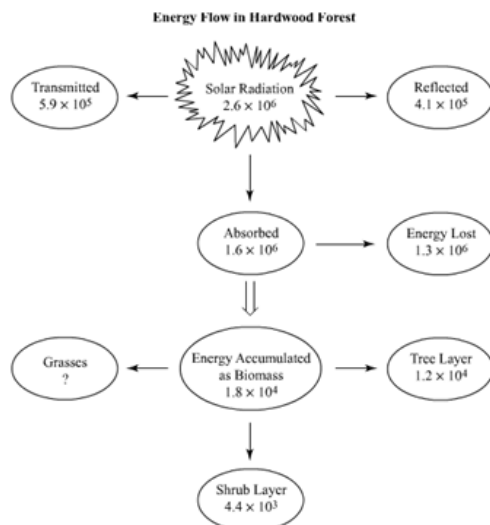 Energy Flow in Hardwood Forest
Transmitted
5.9 × 10⁵
Solar Radiation
2.6 × 10⁶
Reflected
4.1 × 10⁵
Absorbed
1.6 × 10⁶
Energy Lost
1.3 × 10⁶
Grasses
?
Energy Accumulated
as Biomass
1.8 × 10⁴
Tree Layer
1.2 × 10⁴
Shrub Layer
4.4 × 10³